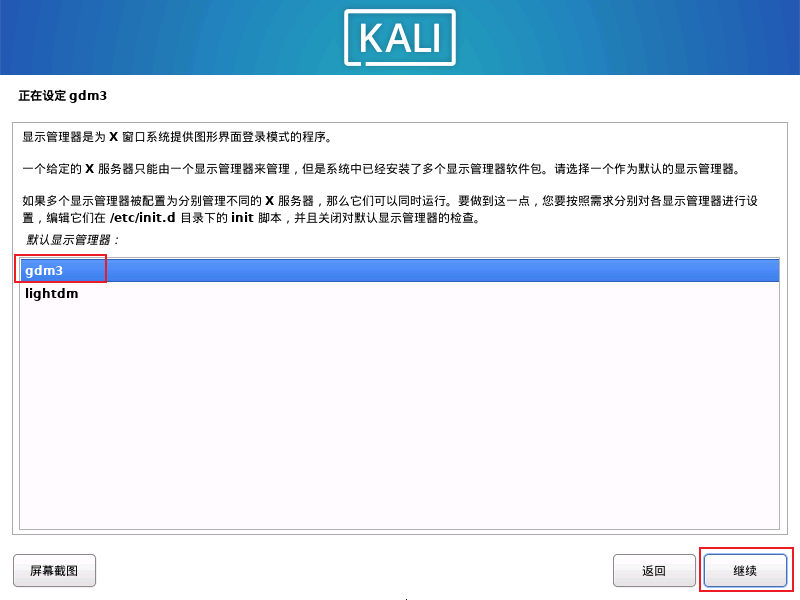 KALI
正在设定 gdm3
显示管理器是为 X 窗口系统提供图形界面登录模式的程序。
一个给定的 X 服务器只能由一个显示管理器来管理，但是系统中已经安装了多个显示管理器软件包。请选择一个作为默认的显示管理器。
如果多个显示管理器被配置为分别管理不同的 X 服务器，那么它们可以同时运行。要做到这一点，您要按照需求分别对各显示管理器进行设
置，编辑它们在 /etc/init.d 目录下的 init 脚本，并且关闭对默认显示管理器的检查。
默认显示管理器：
gdm3
lightdm
屏幕截图
返回
继续